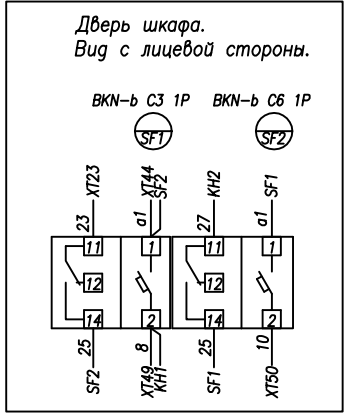 Дверь шкафа.
Вид с лицевой стороны.
BKN-b C3 1P
BKN-b C6 1P
SF1
SF2
XT23
XT44
SF2
KH2
SF1
23
a1
27
a1
11
1
11
1
12
12
14
2
14
2
25
8
25
10
SF2
XT49
KH1
SF1
XT50